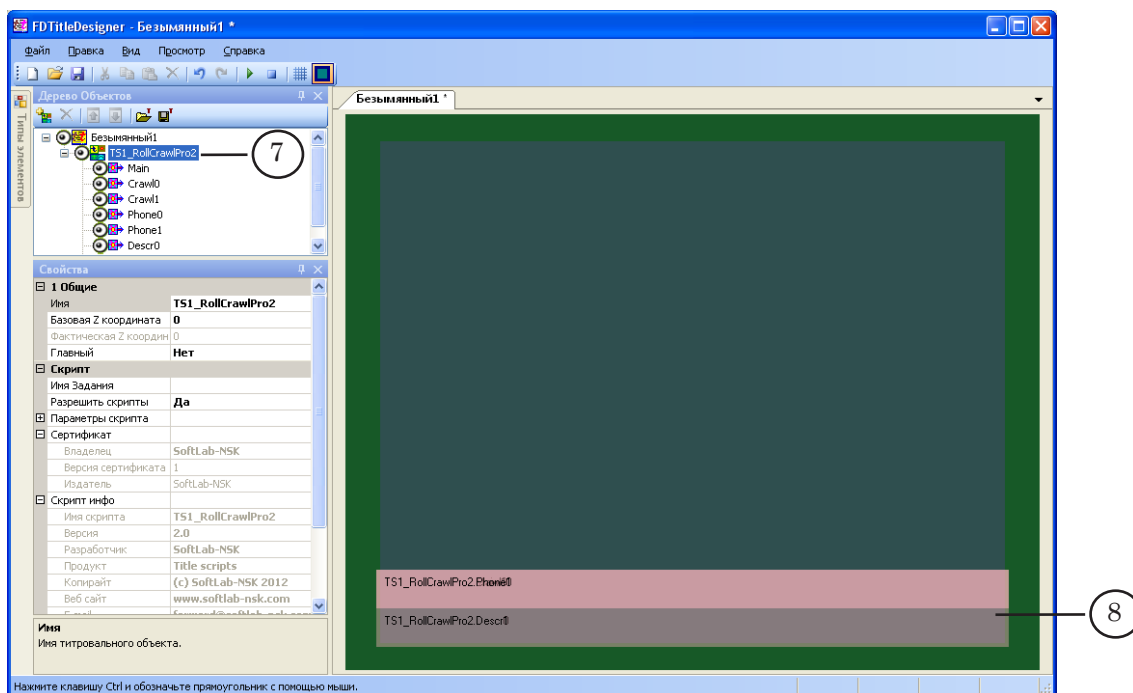 FDTitleDesigner - Безымянный1 *
Файл Правка Вид Просмотр Справка
Дерево Объектов
Типы элементов
Безымянный1
TS1_RollCrawlPro2
7
Main
Crawl0
Crawl1
Phone0
Phone1
Descr0
Свойства
1 Общие
Имя TS1_RollCrawlPro2
Базовая Z координата 0
Фактическая Z координ 0
Главный Нет
Скрипт
Имя Задания
Разрешить скрипты Да
Параметры скрипта
Сертификат
Владелец SoftLab-NSK
Версия сертификата 1
Издатель SoftLab-NSK
Скрипт инфо
Имя скрипта TS1_RollCrawlPro2
Версия 2.0
Разработчик SoftLab-NSK
Продукт Title scripts
Копирайт (c) SoftLab-NSK 2012
Веб сайт www.softlab-nsk.com
Имя
Имя титровального объекта.
Безымянный1 *
TS1_RollCrawlPro2
TS1_RollCrawlPro2
8
Нажмите клавишу Ctrl и обозначьте прямоугольник с помощью мыши.